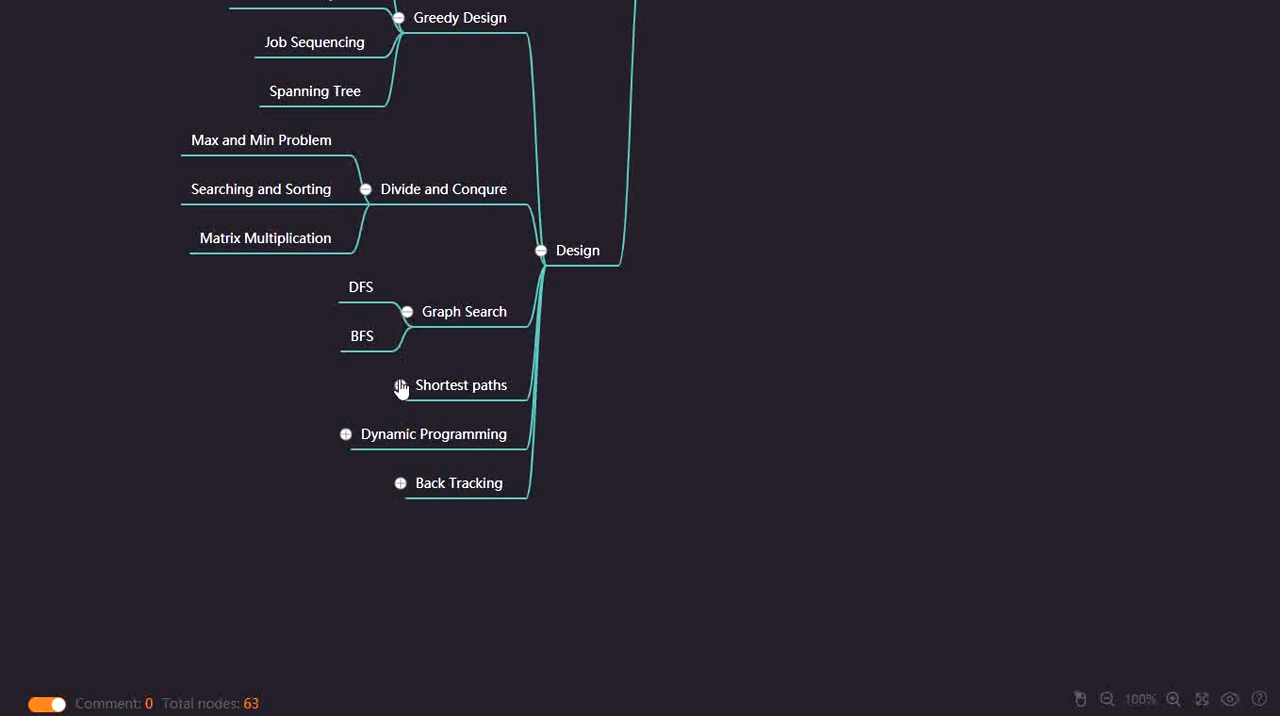 Greedy Design
Job Sequencing
Spanning Tree
Max and Min Problem
Searching and Sorting
Divide and Conqure
Matrix Multiplication
Design
DFS
Graph Search
BFS
Shortest paths
Dynamic Programming
Back Tracking
Comment: 0 Total nodes: 63
100%